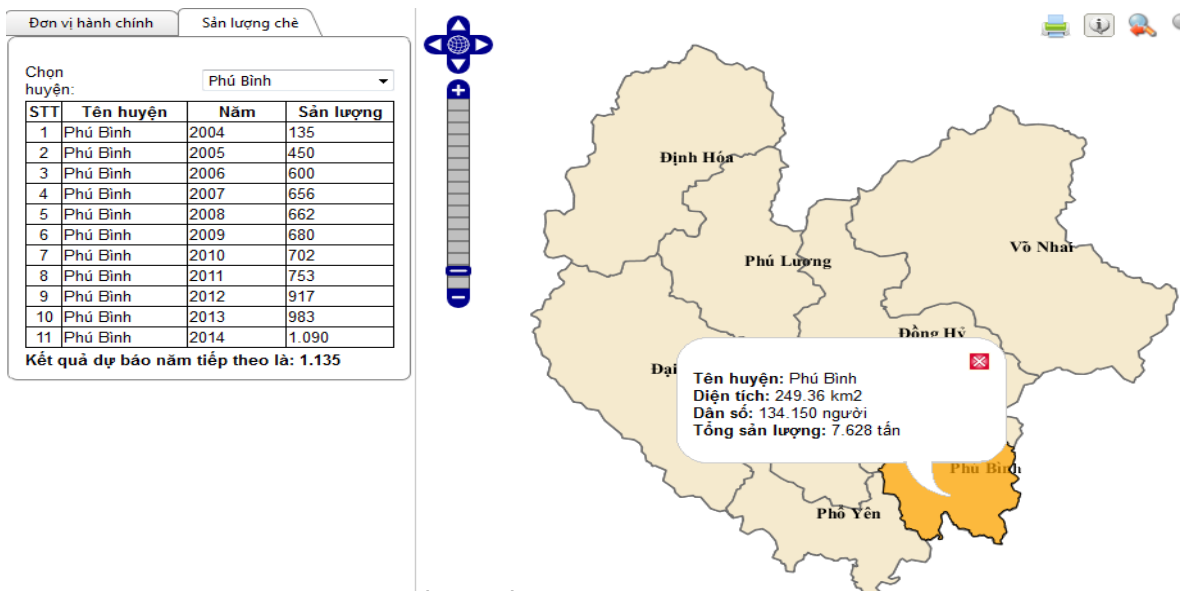 Đơn vị hành chính
Sản lượng chè
Chọn
huyện:
Phú Bình
STT Tên huyện Năm Sản lượng
1 Phú Bình 2004 135
2 Phú Bình 2005 450
3 Phú Bình 2006 600
4 Phú Bình 2007 656
5 Phú Bình 2008 662
6 Phú Bình 2009 680
7 Phú Bình 2010 702
8 Phú Bình 2011 753
9 Phú Bình 2012 917
10 Phú Bình 2013 983
11 Phú Bình 2014 1.090
Kết quả dự báo năm tiếp theo là: 1.135
Định Hóa
Võ Nhai
Phú Lương
Đồng Hỷ
Đại
Tên huyện: Phú Bình
Diện tích: 249.36 km2
Dân số: 134.150 người
Tổng sản lượng: 7.628 tấn
Phú Bình
Phổ Yên